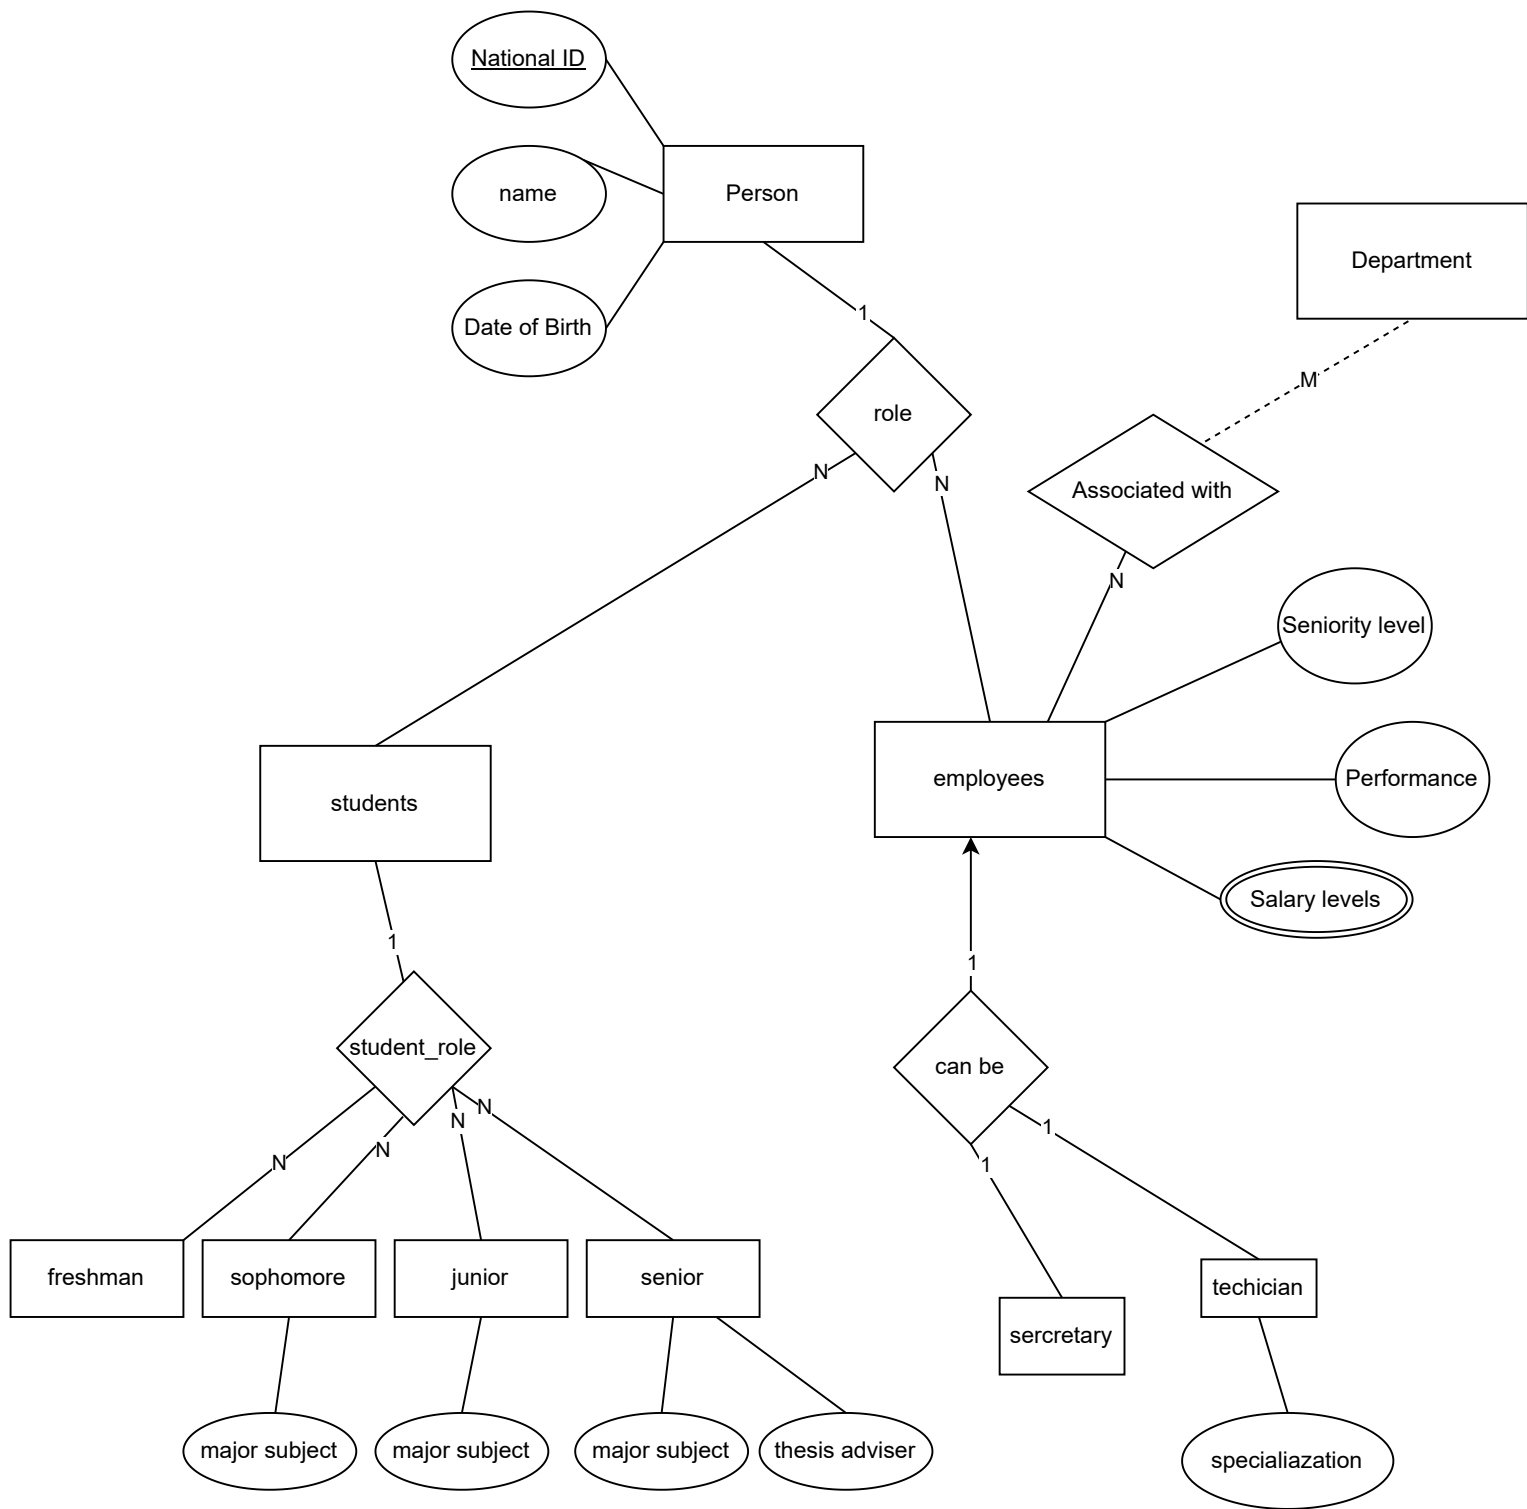 National ID
name
Person
Date of Birth
Department
1
M
role
N
N
Associated with
N
Seniority level
students
employees
Performance
Salary levels
1
1
student_role
can be
N
N
N
N
1
1
freshman
sophomore
junior
senior
techician
sercretary
major subject
major subject
major subject
thesis adviser
specialiazation